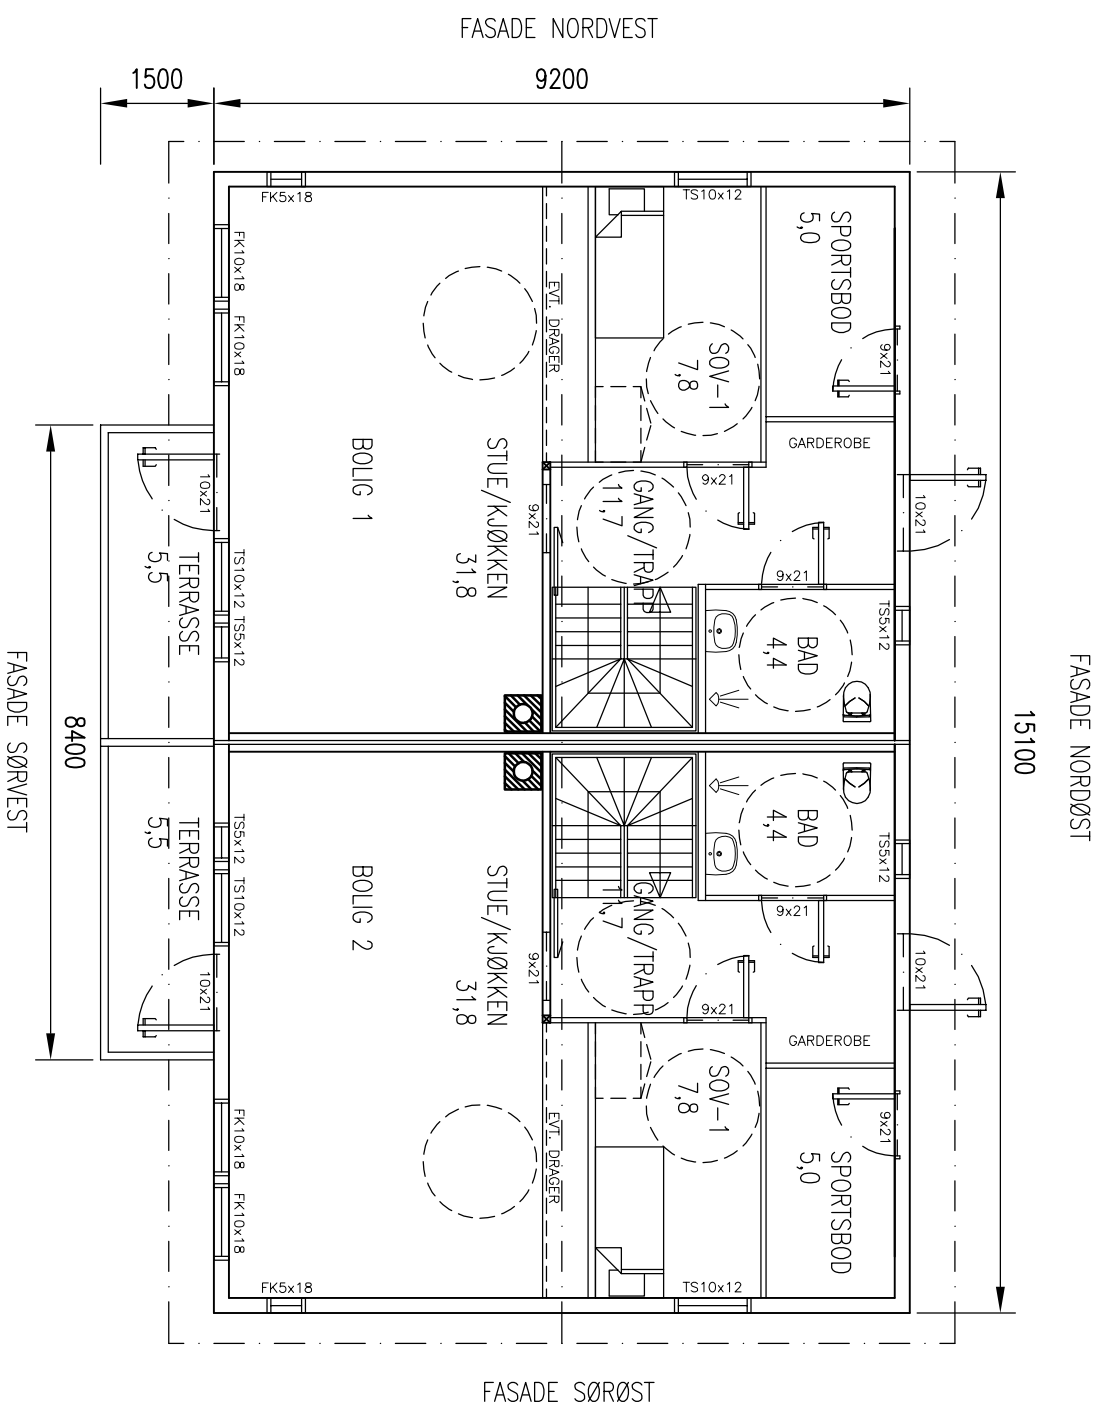 FASADE NORDVEST
1500
9200
FK5x18
TS10x12
FK10x18
FK10x18
EVT. DRAGER
SPORTSBOD
5,0
9x21
SOV-1
7,8
GARDEROBE
BOLIG 1
STUE/KJØKKEN
31,8
9x21
GANG/TRAPP
11,7
9x21
10x21
10x21
9x21
TERRASSE
5,5
TS10x12
TS5x12
BAD
4,4
TS5x12
FASADE SØRVEST
8400
15100
FASADE NORDØST
TERRASSE
5,5
TS5x12
TS10x12
BAD
4,4
TS5x12
BOLIG 2
STUE/KJØKKEN
31,8
9x21
GANG/TRAPP
11,7
9x21
9x21
10x21
10x21
GARDEROBE
SOV-1
7,8
9x21
SPORTSBOD
5,0
EVT. DRAGER
FK10x18
FK10x18
FK5x18
TS10x12
FASADE SØRØST